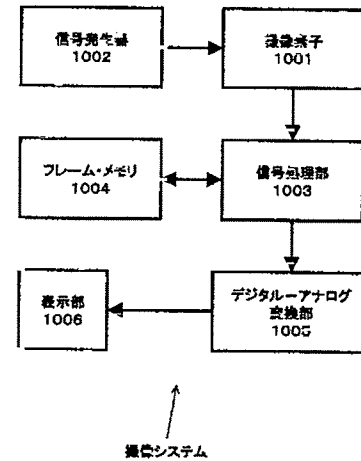 信号発生器
1002
撮像素子
1001
フレーム・メモリ
1004
信号処理部
1003
表示部
1006
デジタルーアナログ
変換部
1005
撮像システム